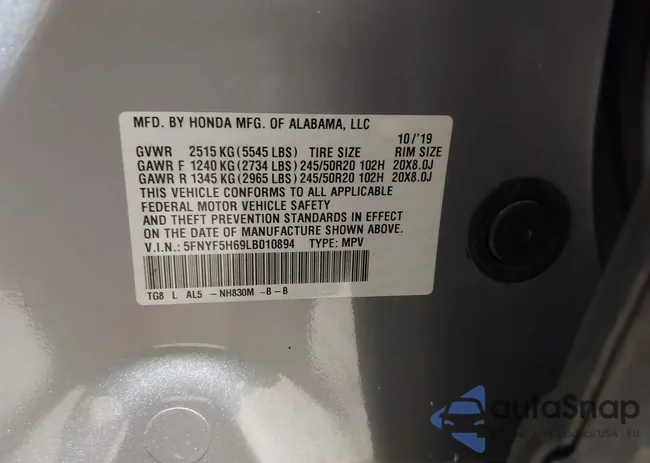 MFD. BY HONDA MFG. OF ALABAMA, LLC
10/'19
GVWR 2515 KG (5545 LBS) TIRE SIZE RIM SIZE
GAWR F 1240 KG (2734 LBS) 245/50R20 102H 20X8.0J
GAWR R 1345 KG (2965 LBS) 245/50R20 102H 20X8.0J
THIS VEHICLE CONFORMS TO ALL APPLICABLE
FEDERAL MOTOR VEHICLE SAFETY
AND THEFT PREVENTION STANDARDS IN EFFECT
ON THE DATE OF MANUFACTURE SHOWN ABOVE.
V.I.N.: 5FNYF5H69LB010894 TYPE: MPV
TG8 L AL5 -NH830M -B -B
autoSnap
USA - EU